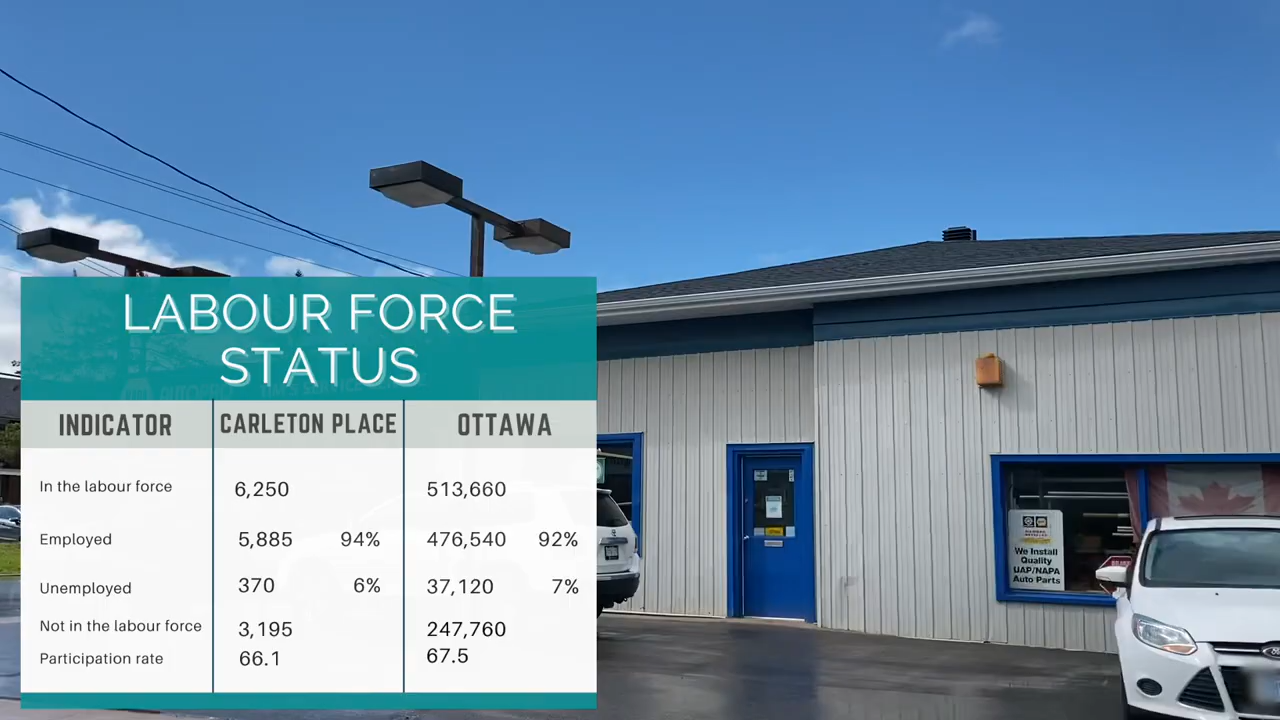 LABOUR FORCE
STATUS
INDICATOR CARLETON PLACE OTTAWA
In the labour force 6,250 513,660
Employed 5,885 94% 476,540 92%
Unemployed 370 6% 37,120 7%
Not in the labour force 3,195 247,760
Participation rate 66.1 67.5
We Install
Quality
UAP/NAPA
Auto Parts